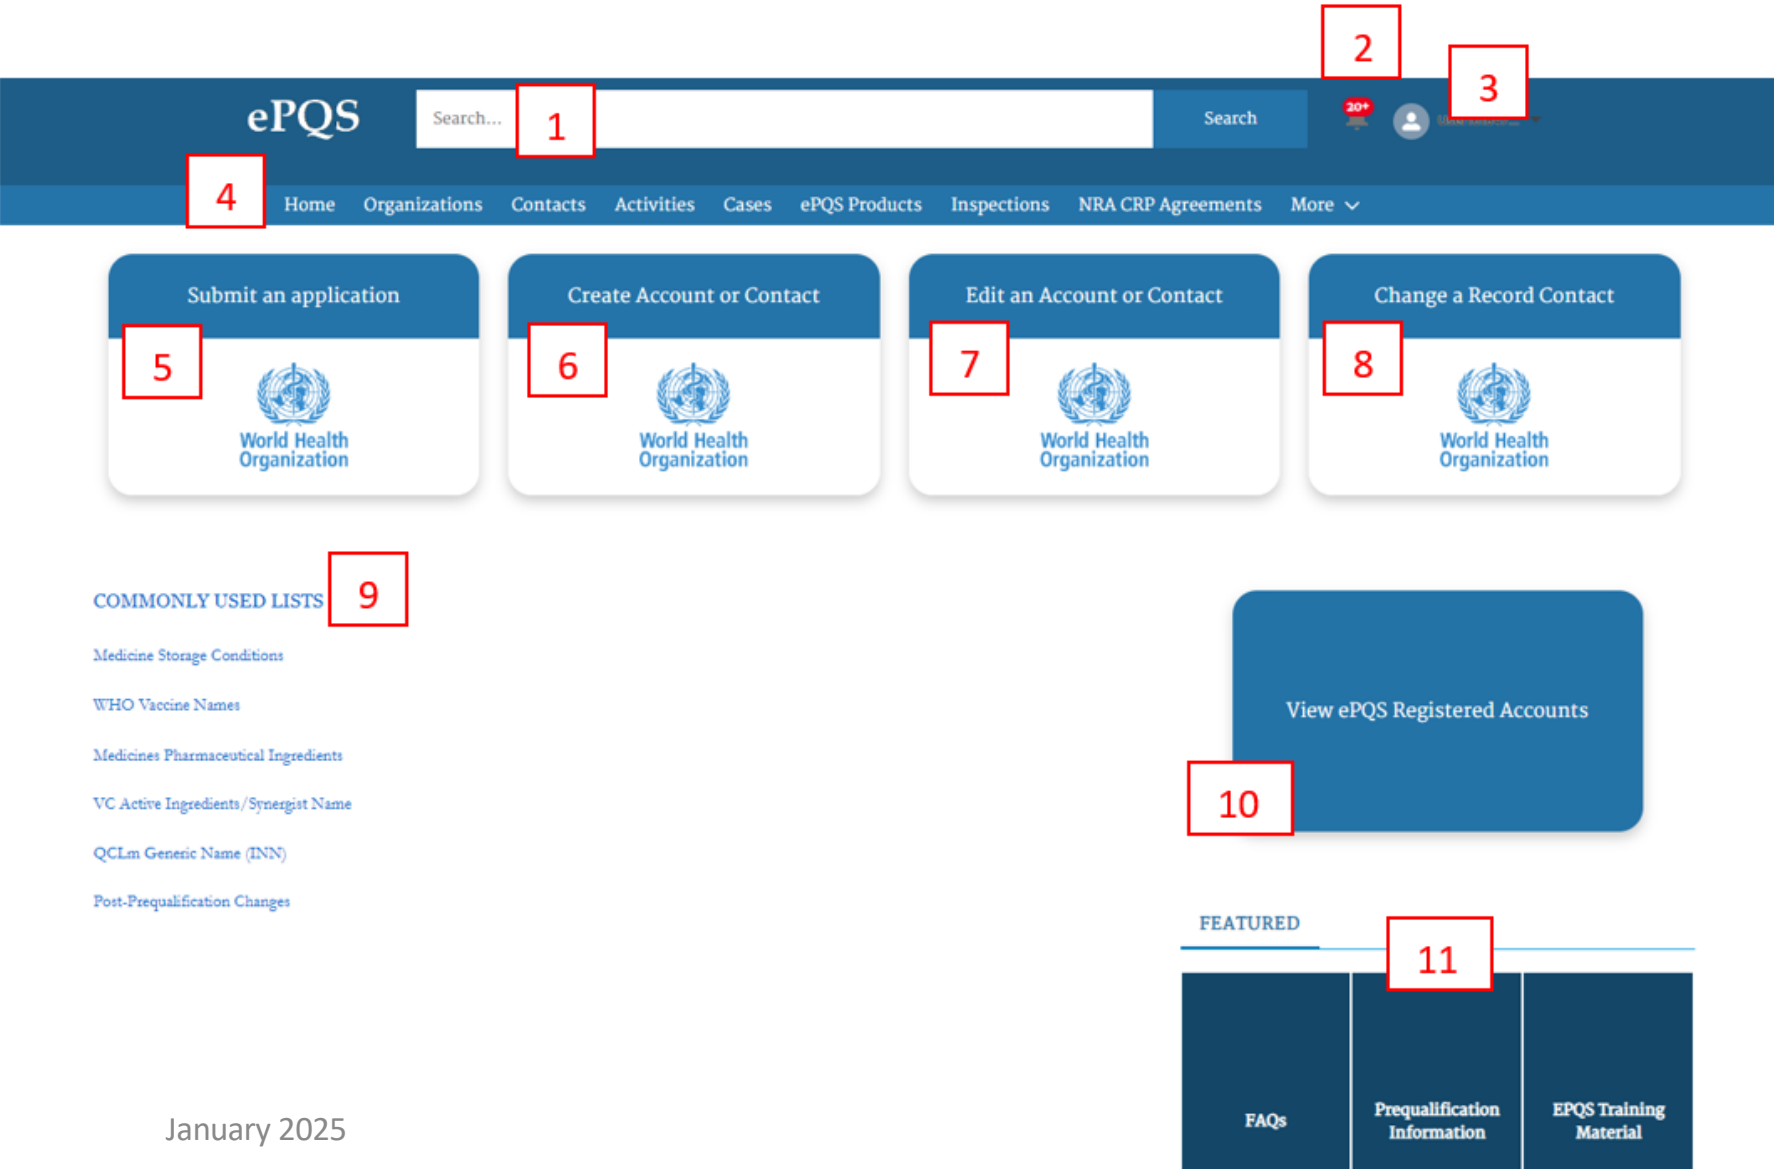 2
3
ePQS
Search...
1
Search
20+
4
Home Organizations Contacts Activities Cases ePQS Products Inspections NRA CRP Agreements More
Submit an application
Create Account or Contact
Edit an Account or Contact
Change a Record Contact
5
6
7
8
World Health
Organization
World Health
Organization
World Health
Organization
World Health
Organization
COMMONLY USED LISTS
9
Medicine Storage Conditions
WHO Vaccine Names
Medicines Pharmaceutical Ingredients
VC Active Ingredients/Synergist Name
QCLm Generic Name (INN)
Post-Prequalification Changes
View ePQS Registered Accounts
10
FEATURED
11
FAQs
Prequalification
Information
EPQS Training
Material
January 2025